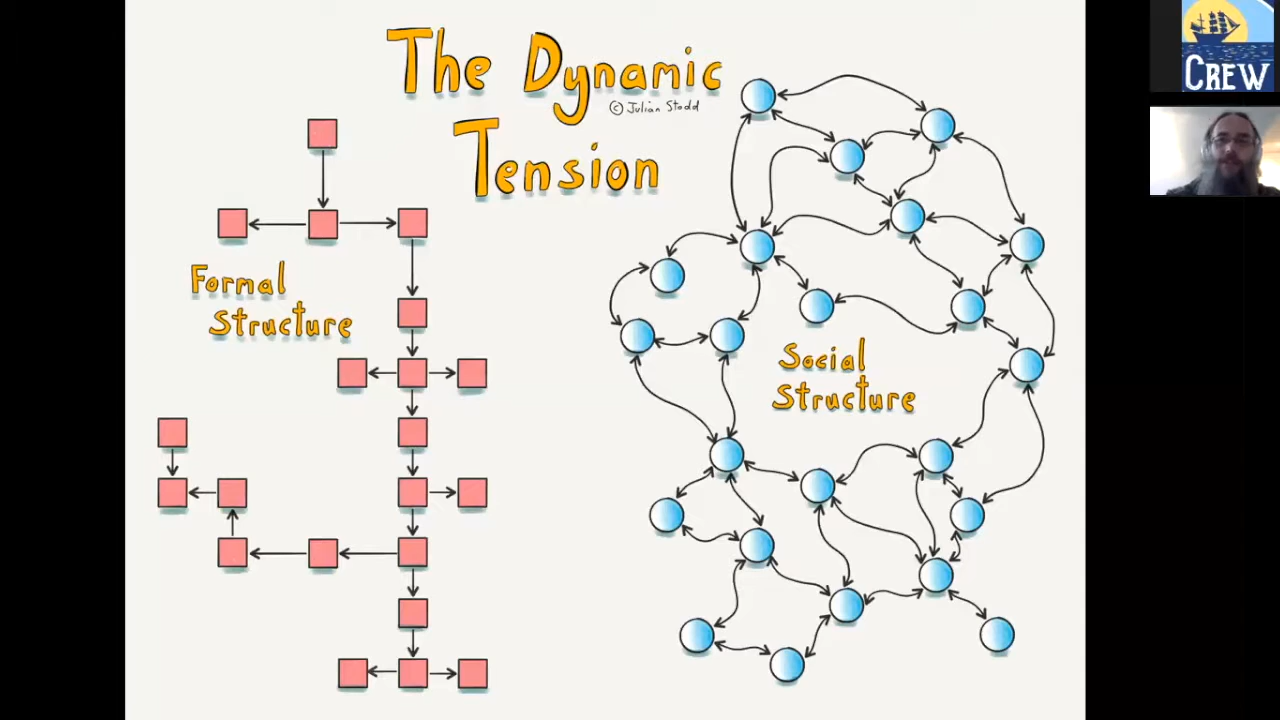 The Dynamic
© Julian Stodd
Tension
Formal
Structure
Social
Structure
CREW